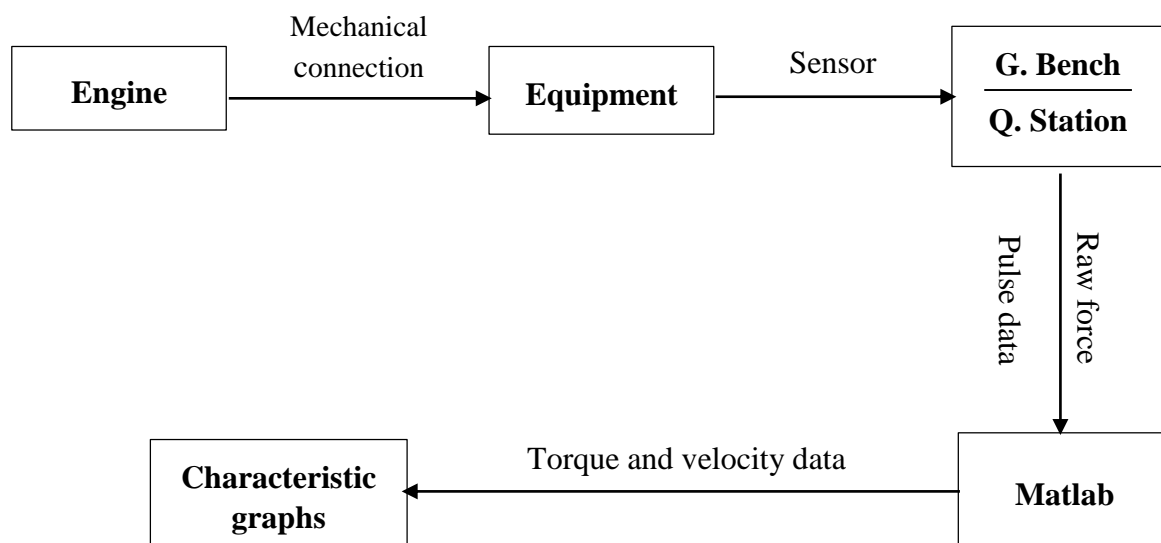 Mechanical
connection
Engine
Equipment
Sensor
G. Bench
Q. Station
Raw force
Pulse data
Matlab
Torque and velocity data
Characteristic
graphs